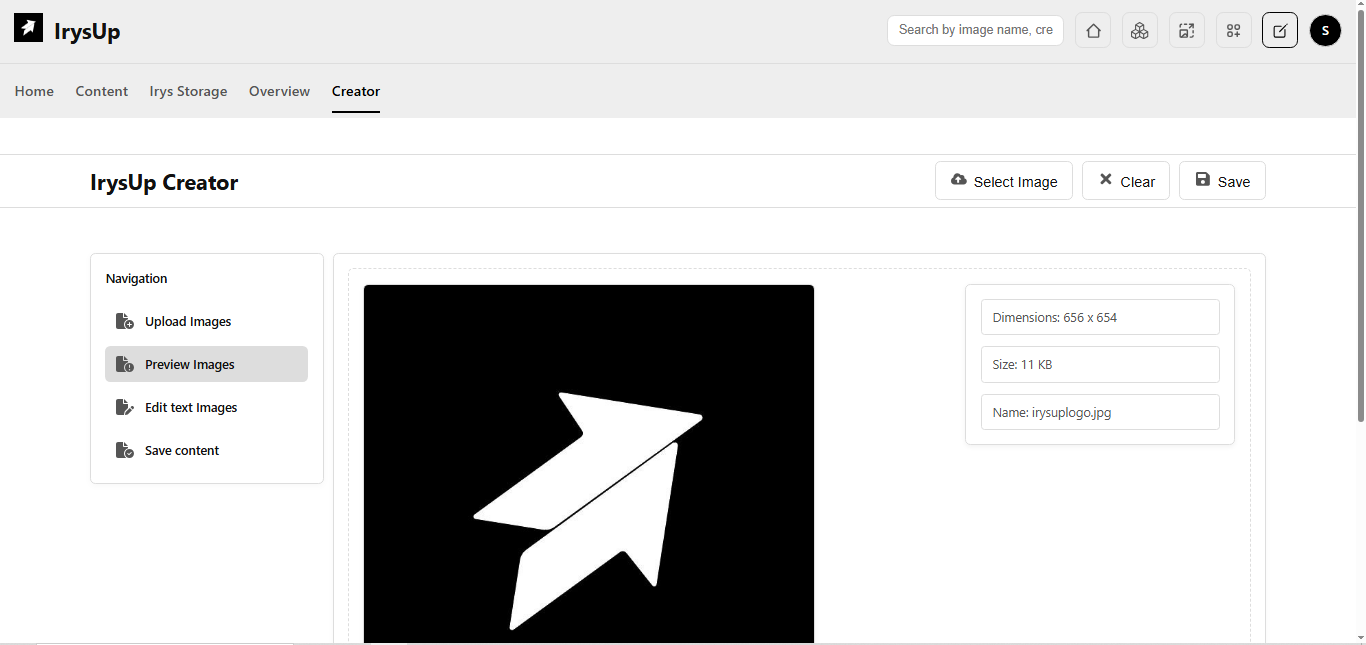 IrysUp
Search by image name, cre
S
Home Content Irys Storage Overview Creator
IrysUp Creator
Select Image
Clear
Save
Navigation
Upload Images
Preview Images
Edit text Images
Save content
Dimensions: 656 x 654
Size: 11 KB
Name: irysuplogo.jpg